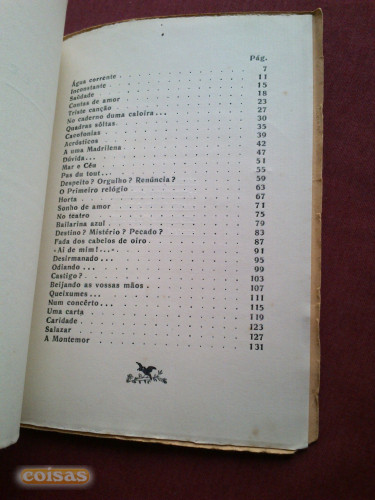 Pág.
Água corrente . 7
Inconstante . 11
Saüdade . 15
Contas de amor . 18
Triste canção . 23
No caderno duma caloira... 27
Quadras sôltas . 30
Cacofonias . 35
Acrósticos . 39
A uma Madrilena . 42
Dúvida... 47
Mar e Céu . 51
Pas du tout... 55
Despeito? Orgulho? Renúncia? 59
O Primeiro relógio . 63
Horta . 67
Sonho de amor . 71
No teatro . 75
Bailarina azul . 79
Destino? Mistério? Pecado? 83
Fada dos cabelos de oiro . 87
«Ai de mim!...» 91
Desirmanado . 95
Odiando . . . 99
Castigo? 103
Beijando as vossas mãos . 107
Queixumes . . . 111
Num concêrto . . . 115
Uma carta . 119
Caridade . 123
Salazar . 127
A Montemor . 131
coisas